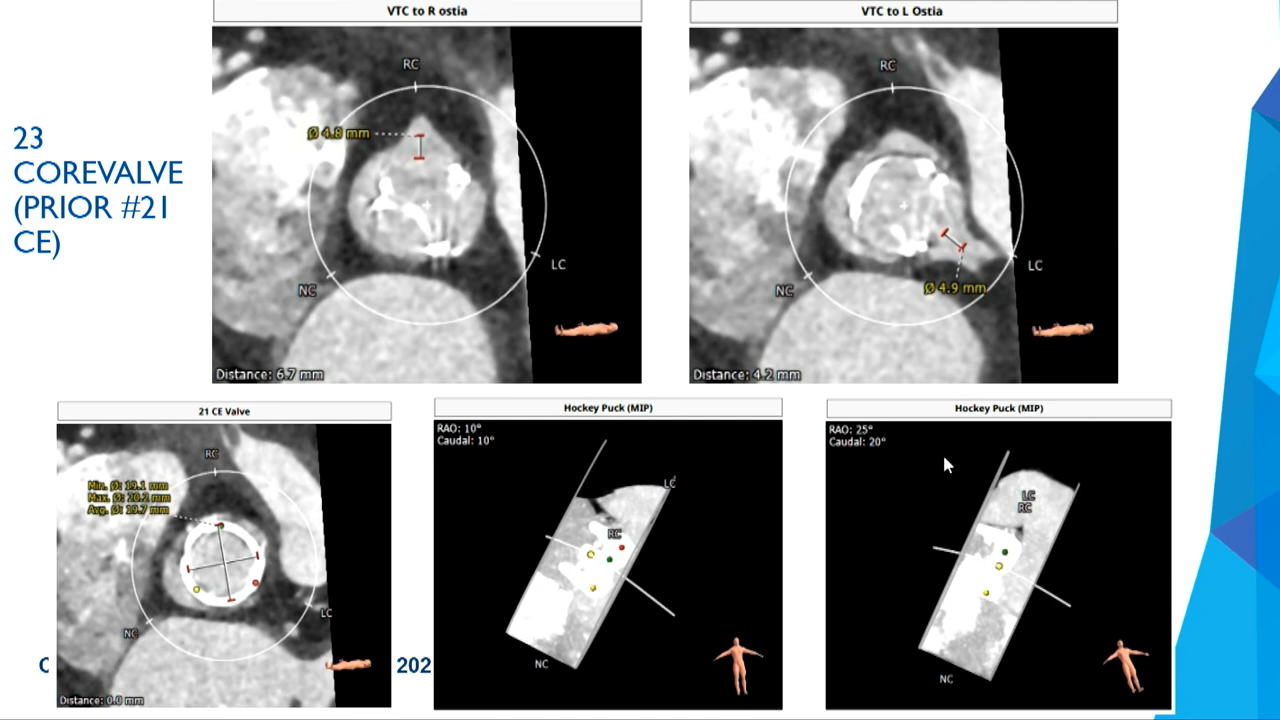 VTC to R ostia
VTC to L Ostia
23
COREVALVE
(PRIOR #21
CE)
RC
Ø 4.8 mm
LC
NC
Distance: 6.7 mm
RC
LC
NC
Ø 4.9 mm
Distance: 4.2 mm
21 CE Valve
RC
Min. Ø: 19.1 mm
Max. Ø: 20.2 mm
Avg. Ø: 19.7 mm
LC
NC
Distance: 0.0 mm
C
202
Hockey Puck (MIP)
RAO: 10°
Caudal: 10°
LC
RC
NC
Hockey Puck (MIP)
RAO: 25°
Caudal: 20°
LC
RC
NC